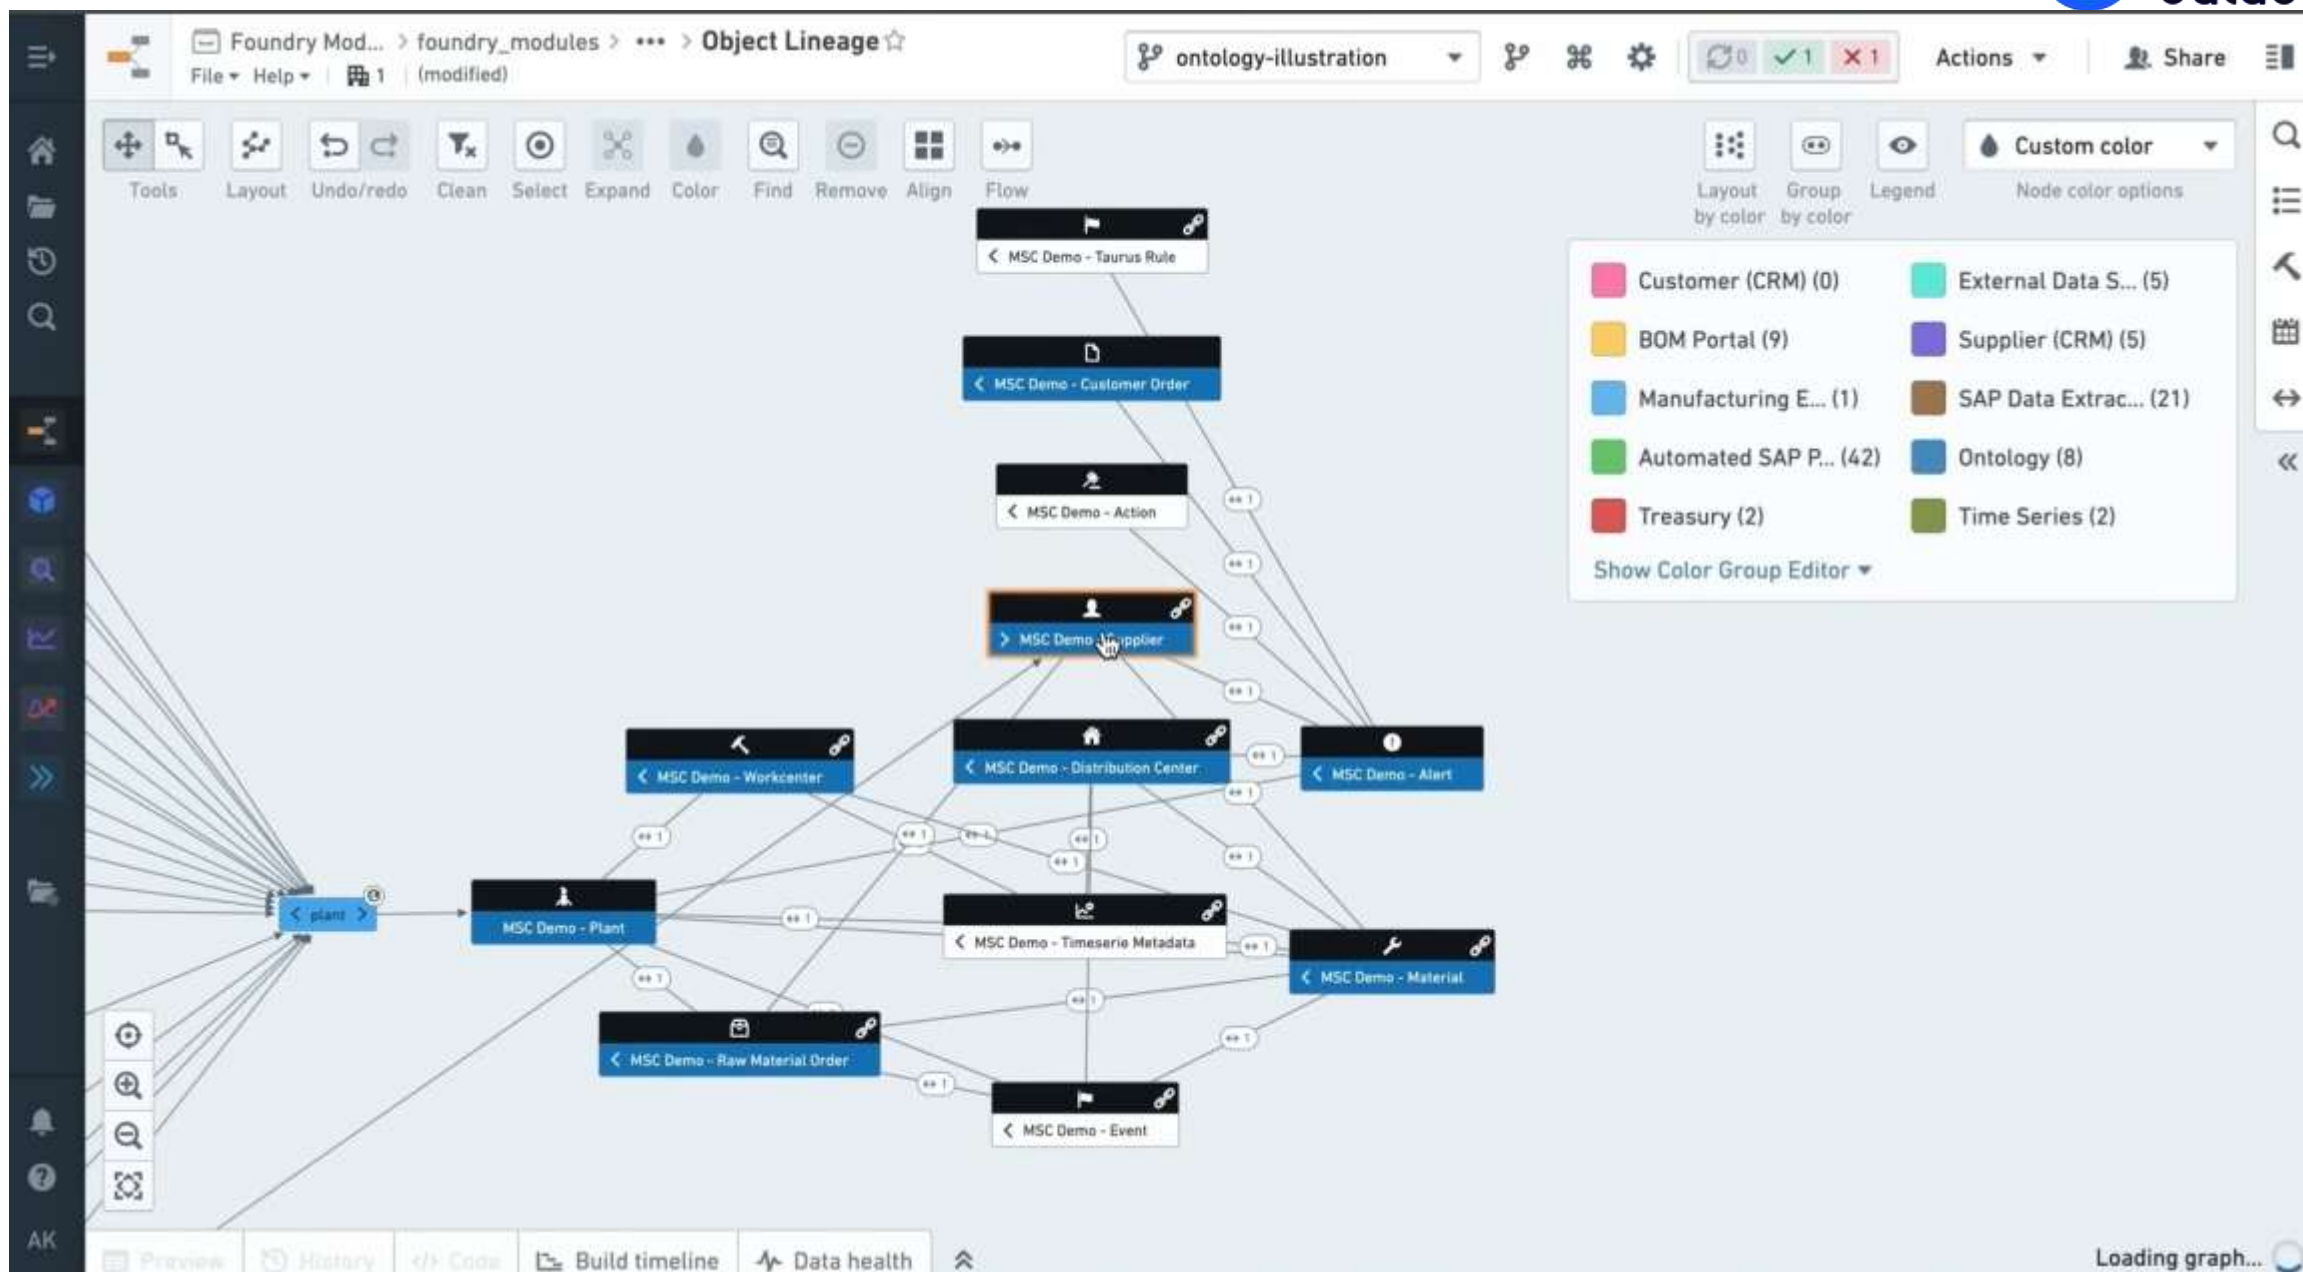 Foundry Mod... > foundry_modules > ••• > Object Lineage
File Help 1 (modified)
ontology-illustration
0 1 1
Actions
Share
Tools Layout Undo/redo Clean Select Expand Color Find Remove Align Flow
Layout by color
Group by color
Legend
Custom color
Node color options
Customer (CRM) (0)
External Data S... (5)
BOM Portal (9)
Supplier (CRM) (5)
Manufacturing E... (1)
SAP Data Extrac... (21)
Automated SAP P... (42)
Ontology (8)
Treasury (2)
Time Series (2)
Show Color Group Editor
MSC Demo - Taurus Rule
MSC Demo - Customer Order
MSC Demo - Action
MSC Demo
MSC Demo - Workcenter
MSC Demo - Distribution Center
MSC Demo - Alert
plant
MSC Demo - Plant
MSC Demo - Timeserie Metadata
MSC Demo - Material
MSC Demo - Raw Material Order
MSC Demo - Event
AK
Preview
History
Code
Build timeline
Data health
Loading graph...